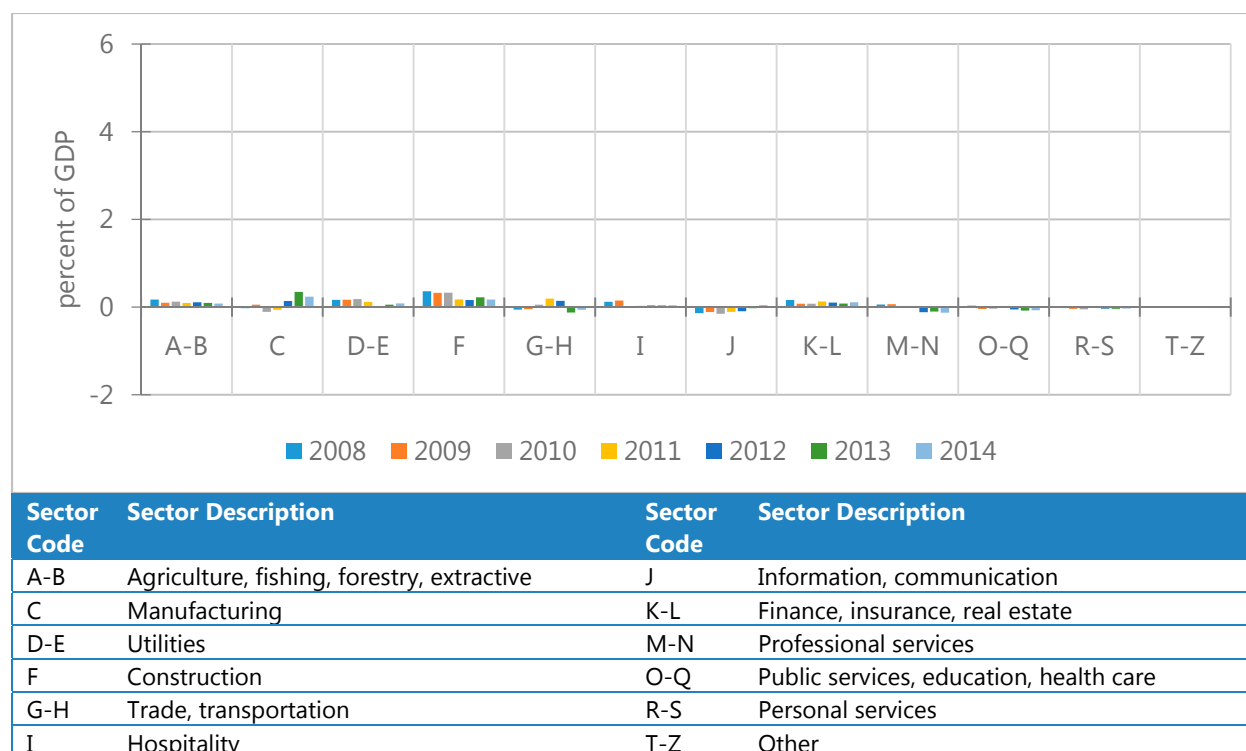 6
4
2
0
-2
percent of GDP
A-B C D-E F G-H I J K-L M-N O-Q R-S T-Z
2008 2009 2010 2011 2012 2013 2014
Sector Code Sector Description Sector Code Sector Description
A-B Agriculture, fishing, forestry, extractive J Information, communication
C Manufacturing K-L Finance, insurance, real estate
D-E Utilities M-N Professional services
F Construction O-Q Public services, education, health care
G-H Trade, transportation R-S Personal services
I Hospitality T-Z Other